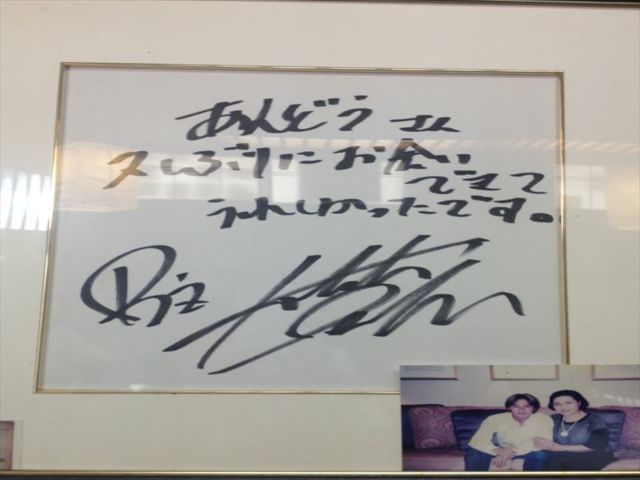 あんどうさん
久しぶりにお会い
できて
うれしかったです。